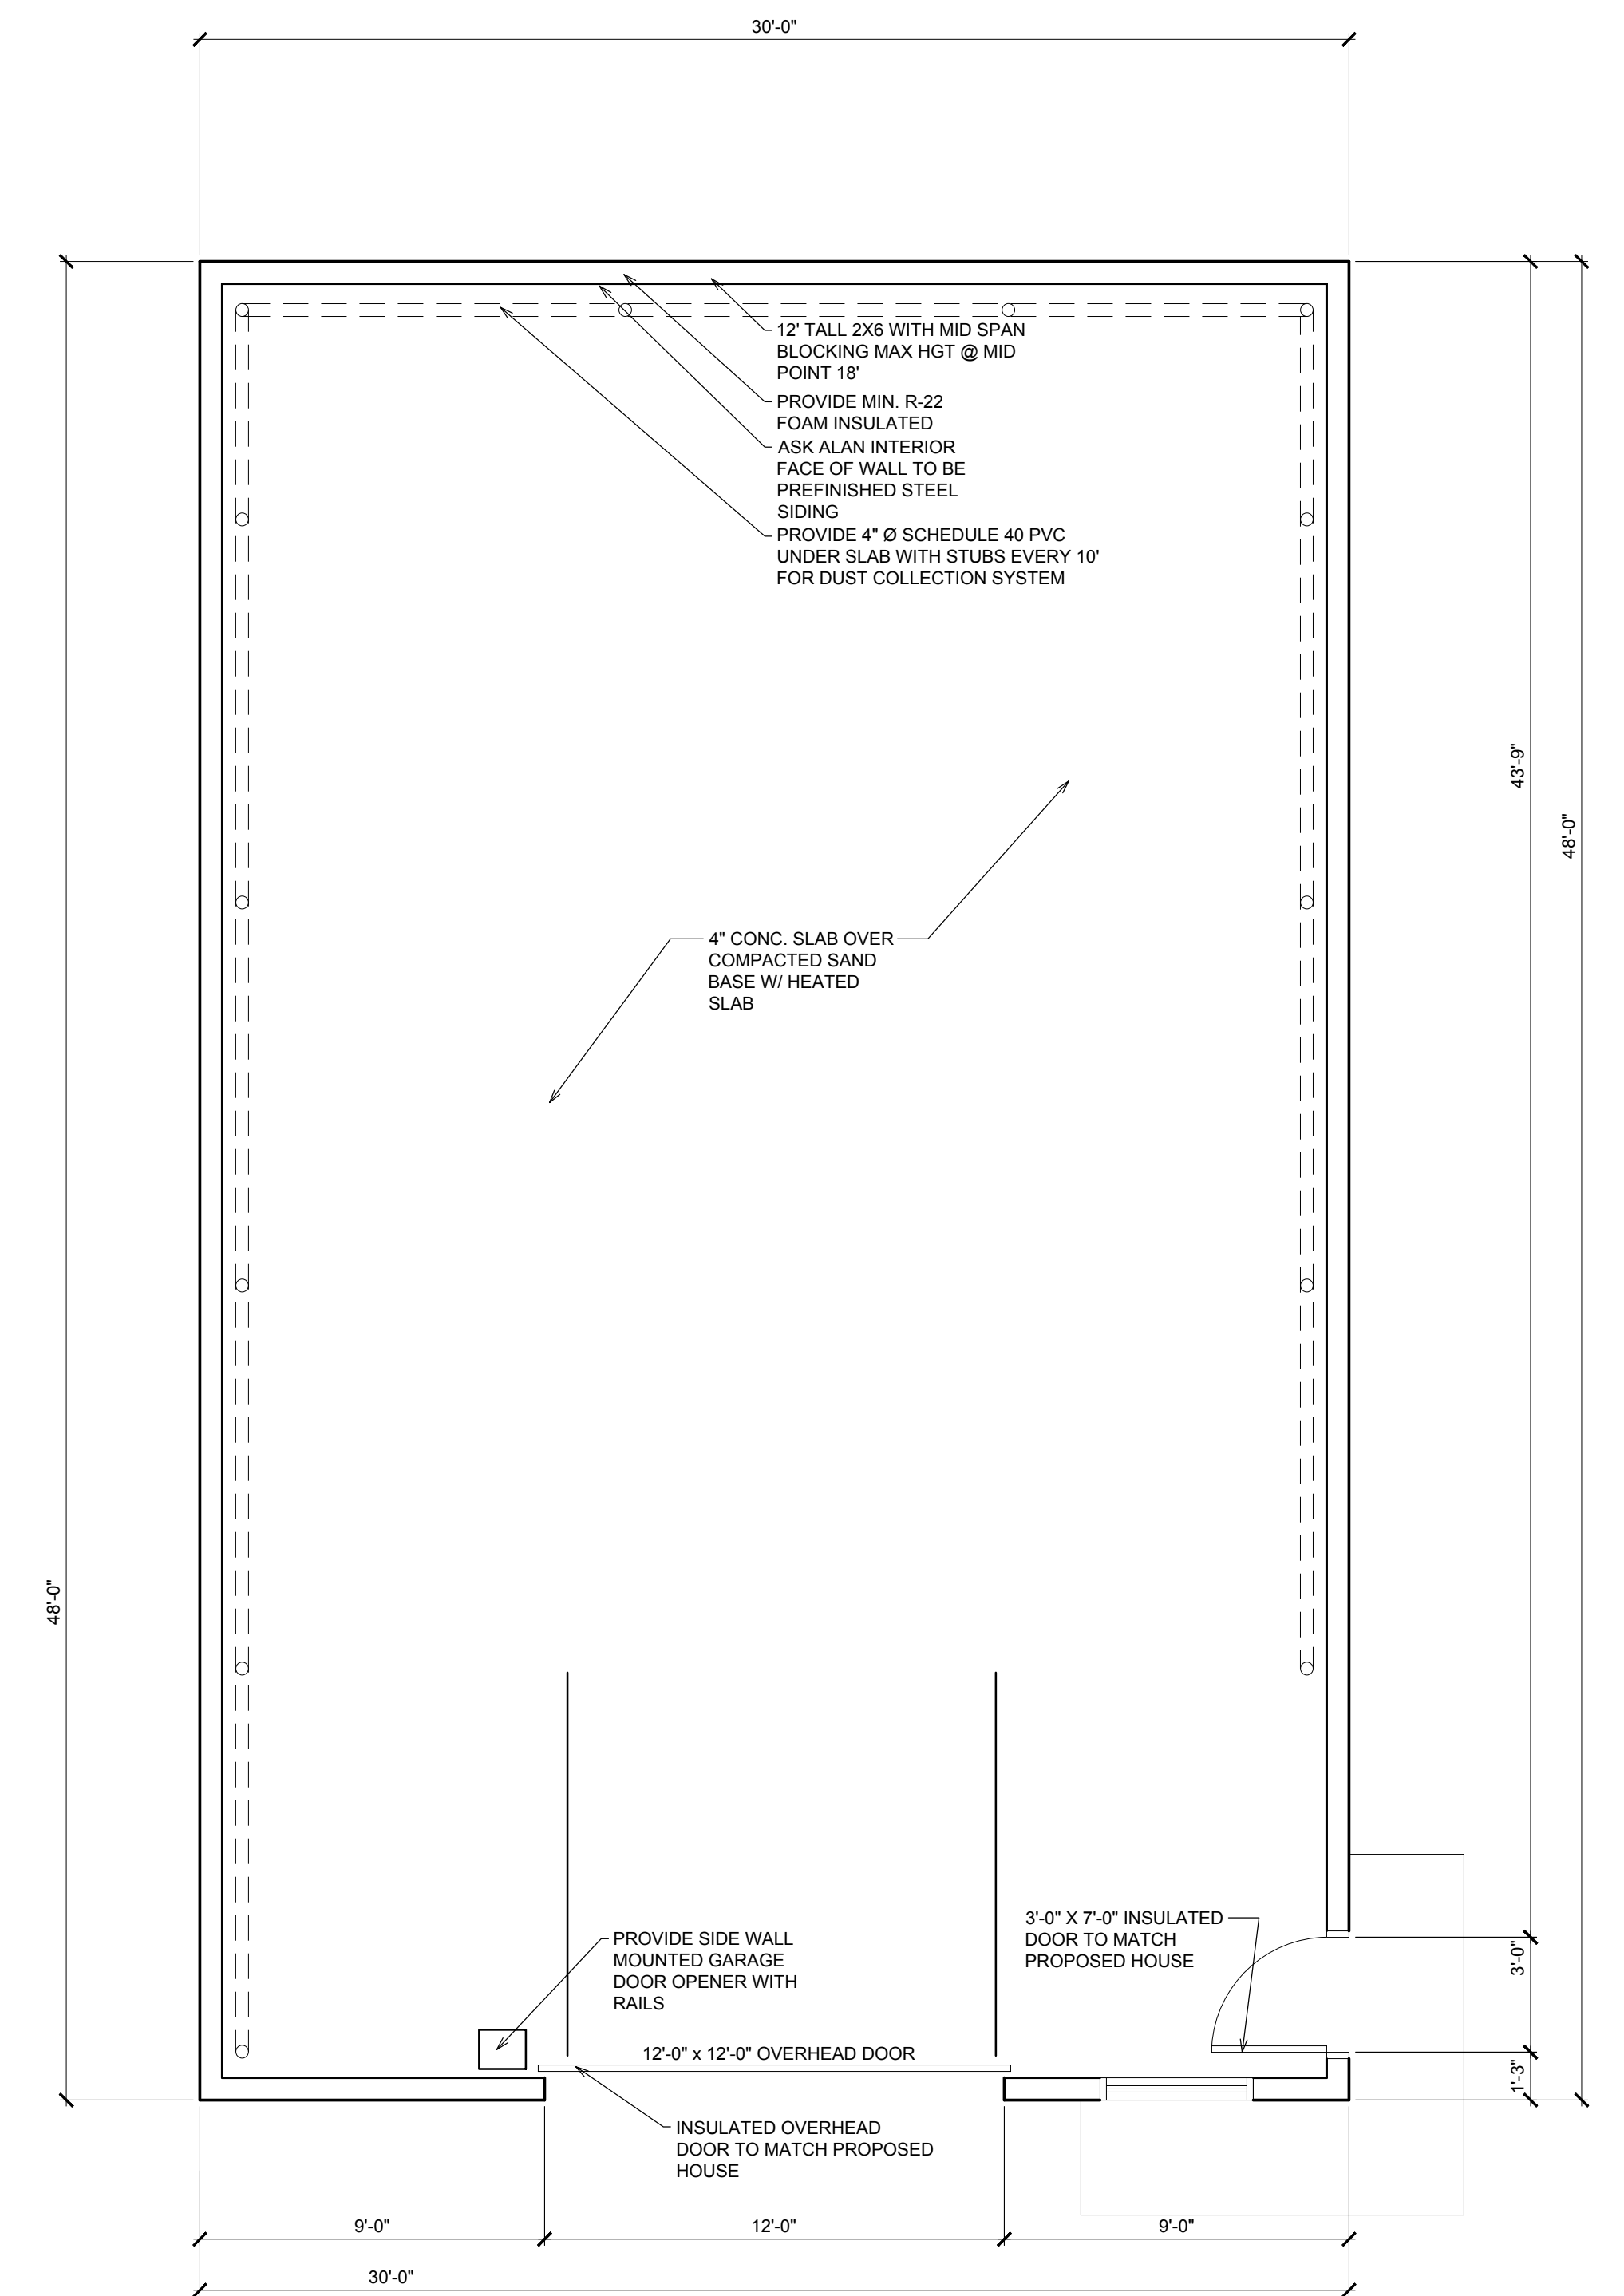 30'-0"
12' TALL 2X6 WITH MID SPAN
BLOCKING MAX HGT @ MID
POINT 18'
PROVIDE MIN. R-22
FOAM INSULATED
ASK ALAN INTERIOR
FACE OF WALL TO BE
PREFINISHED STEEL
SIDING
PROVIDE 4" Ø SCHEDULE 40 PVC
UNDER SLAB WITH STUBS EVERY 10'
FOR DUST COLLECTION SYSTEM
43'-9"
48'-0"
4" CONC. SLAB OVER
COMPACTED SAND
BASE W/ HEATED
SLAB
48'-0"
3'-0" X 7'-0" INSULATED
DOOR TO MATCH
PROPOSED HOUSE
PROVIDE SIDE WALL
MOUNTED GARAGE
DOOR OPENER WITH
RAILS
3'-0"
12'-0" x 12'-0" OVERHEAD DOOR
1'-3"
INSULATED OVERHEAD
DOOR TO MATCH PROPOSED
HOUSE
9'-0"
12'-0"
9'-0"
30'-0"